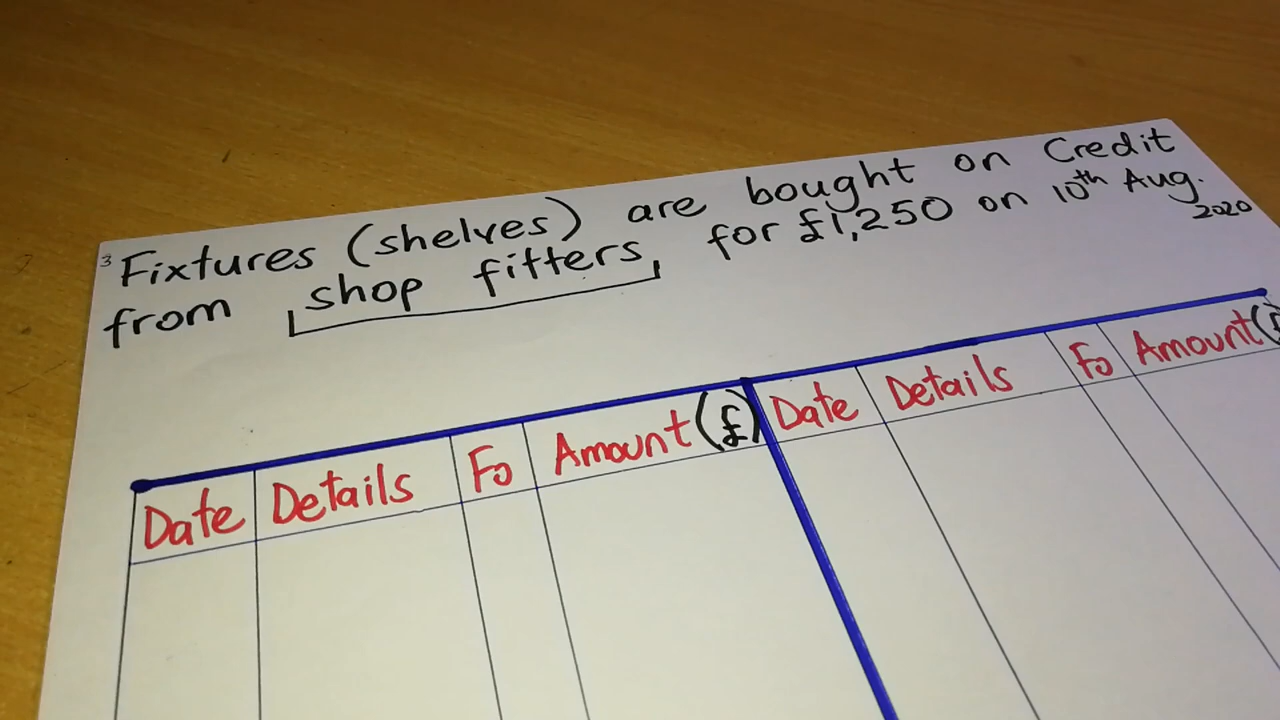 3 Fixtures (shelves) are bought on Credit
from shop fitters, for £1,250 on 10th Aug.
2020
Date Details Fo Amount (£) Date Details Fo Amount (£